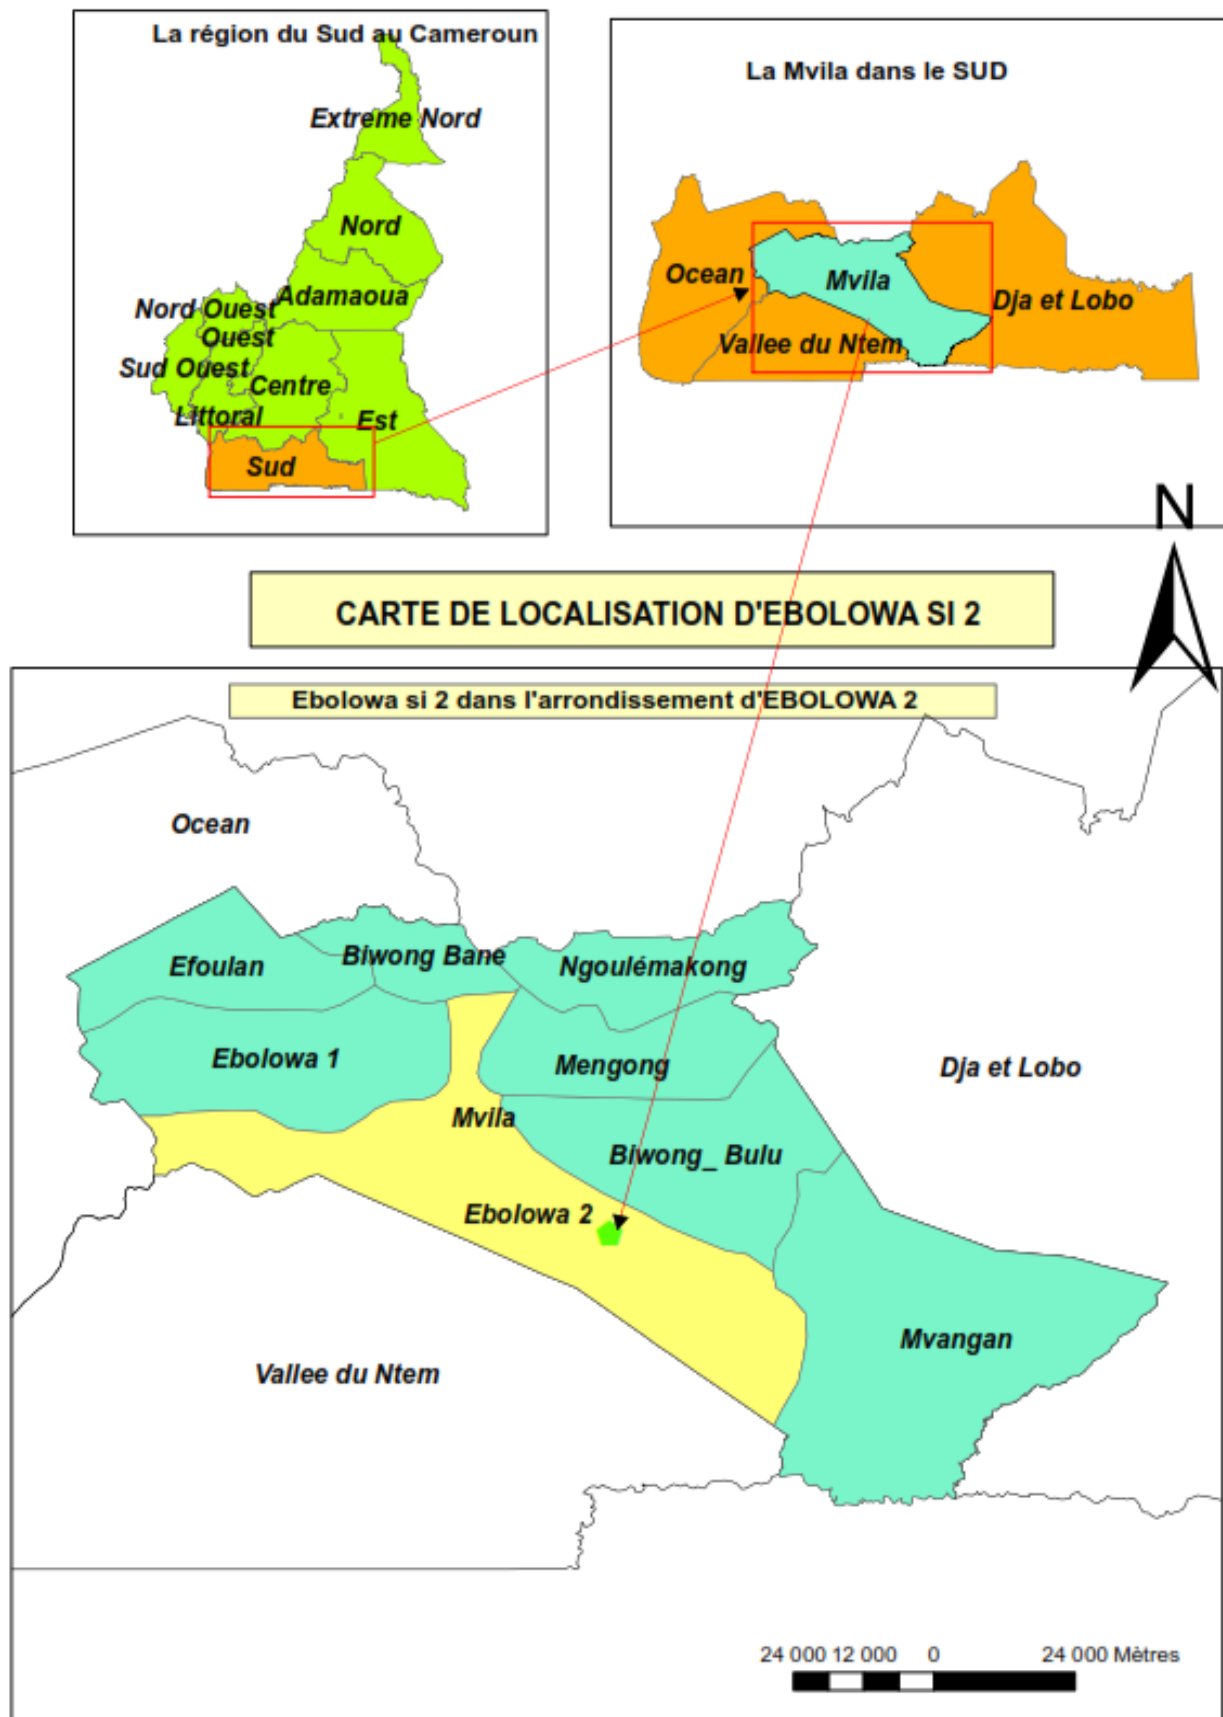 La région du Sud au Cameroun
Extreme Nord
Nord
Adamaoua
Nord Ouest
Ouest
Sud Ouest
Centre
Littoral
Est
Sud
La Mvila dans le SUD
Ocean
Mvila
Dja et Lobo
Vallee du Ntem
N
CARTE DE LOCALISATION D'EBOLOWA SI 2
Ebolowa si 2 dans l'arrondissement d'EBOLOWA 2
Ocean
Efoulan
Biwong Bane
Ngoulémakong
Ebolowa 1
Mengong
Dja et Lobo
Mvila
Biwong_ Bulu
Ebolowa 2
Mvangan
Vallee du Ntem
24 000 12 000 0 24 000 Mètres